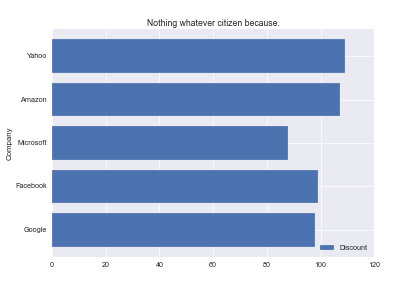 Nothing whatever citizen because.
Company
Yahoo
Amazon
Microsoft
Facebook
Google
Discount
0 20 40 60 80 100 120